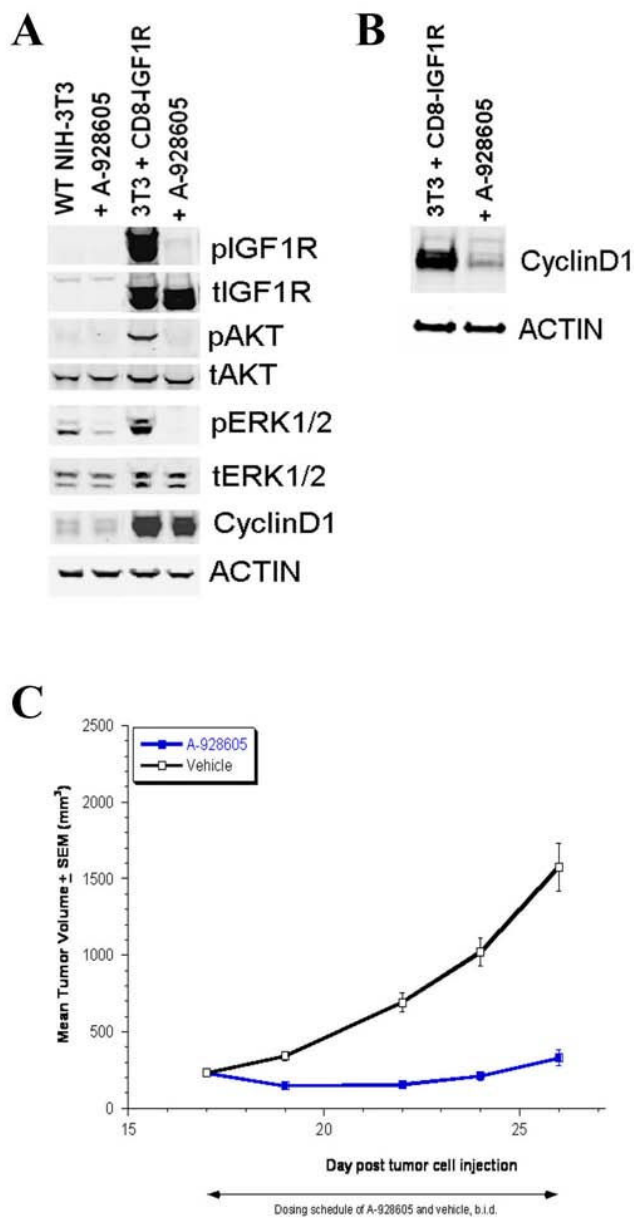 A
WT NIH-3T3
+ A-928605
3T3 + CD8-IGF1R
+ A-928605
pIGF1R
tIGF1R
pAKT
tAKT
pERK1/2
tERK1/2
CyclinD1
ACTIN
B
3T3 + CD8-IGF1R
+ A-928605
CyclinD1
ACTIN
C
2500
2000
1500
1000
500
0
Mean Tumor Volume ± SEM (mm³)
A-928605
Vehicle
15
20
25
Day post tumor cell injection
Dosing schedule of A-928605 and vehicle, b.i.d.